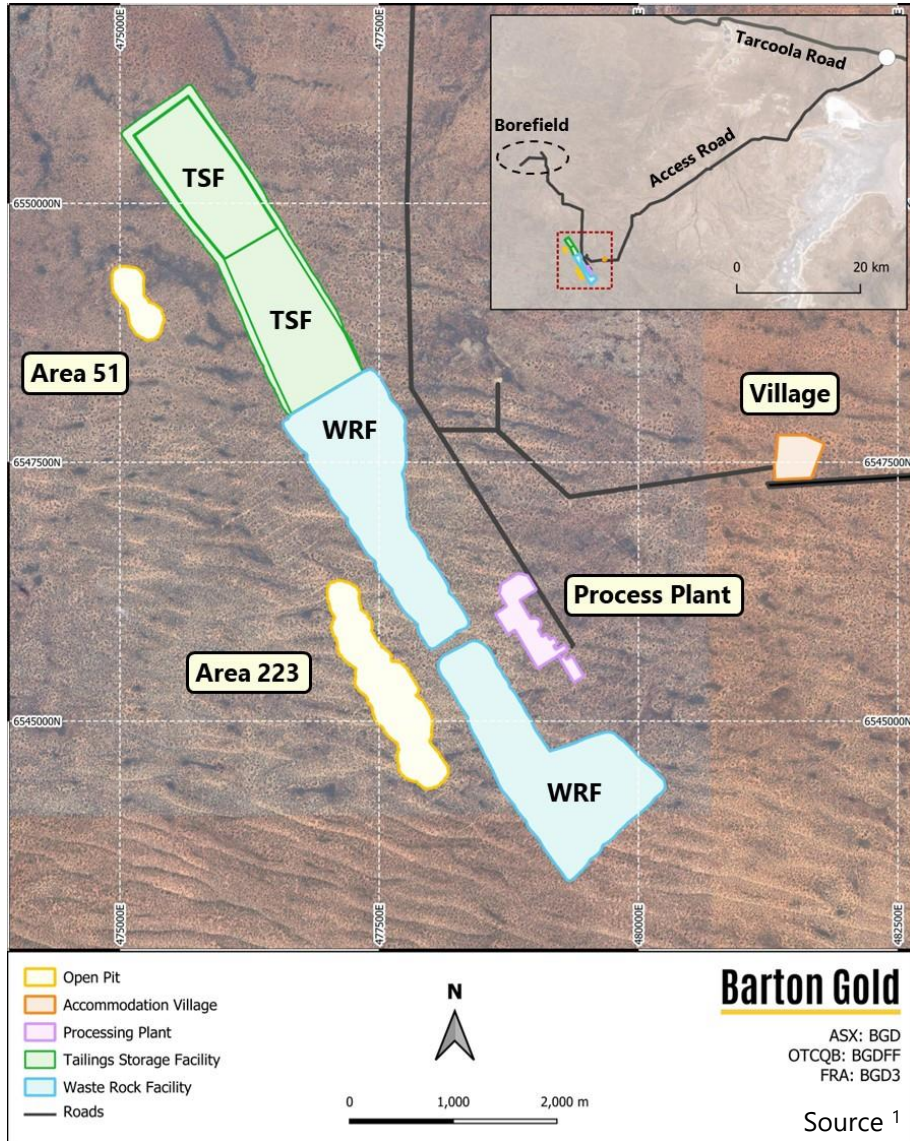 475000E
477500E
Tarcoola Road
Borefield
Access Road
0 20 km
TSF
6550000N
TSF
Area 51
Village
WRF
6547500N
6547500N
Process Plant
Area 223
6545000N
6545000N
WRF
475000E
477500E
480000E
482500E
Open Pit
Accommodation Village
Processing Plant
Tailings Storage Facility
Waste Rock Facility
Roads
N
0 1,000 2,000 m
Barton Gold
ASX: BGD
OTCQB: BGDFF
FRA: BGD3
Source 1